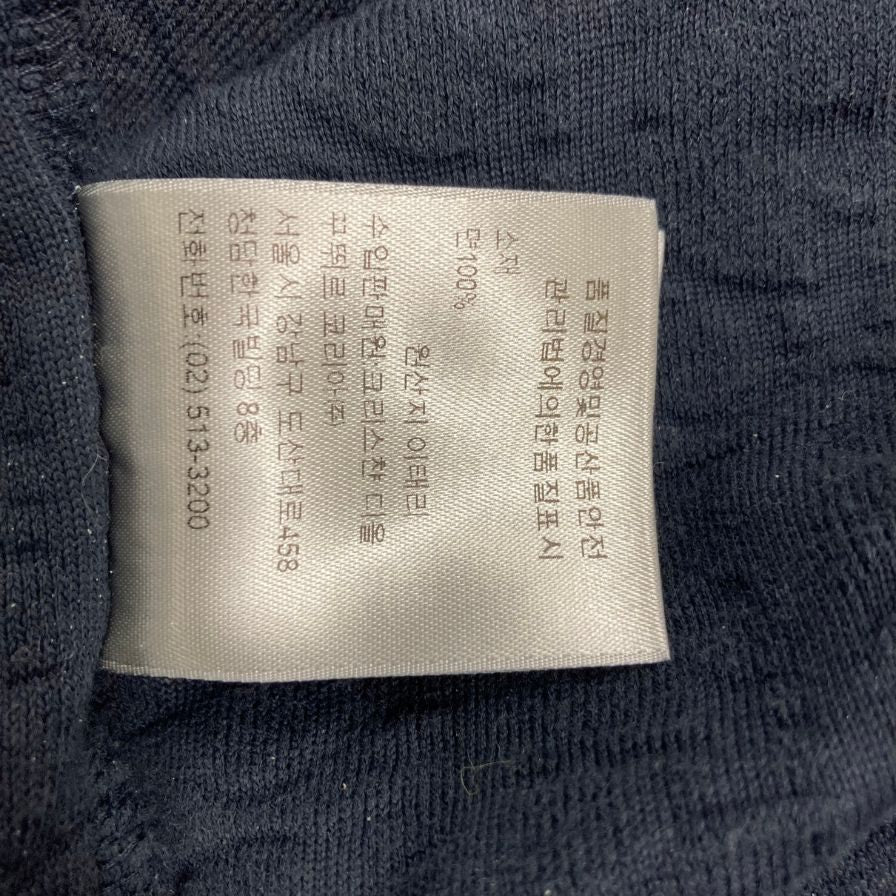 품질경영및공산품안전
관리법에의한품질표시
소재
면100%
원산지 이태리
수입판매원 크리스챤 디올
꾸뛰르 코리아㈜
서울시 강남구 도산대로458
청담한국빌딩 8층
전화번호:(02) 513-3200